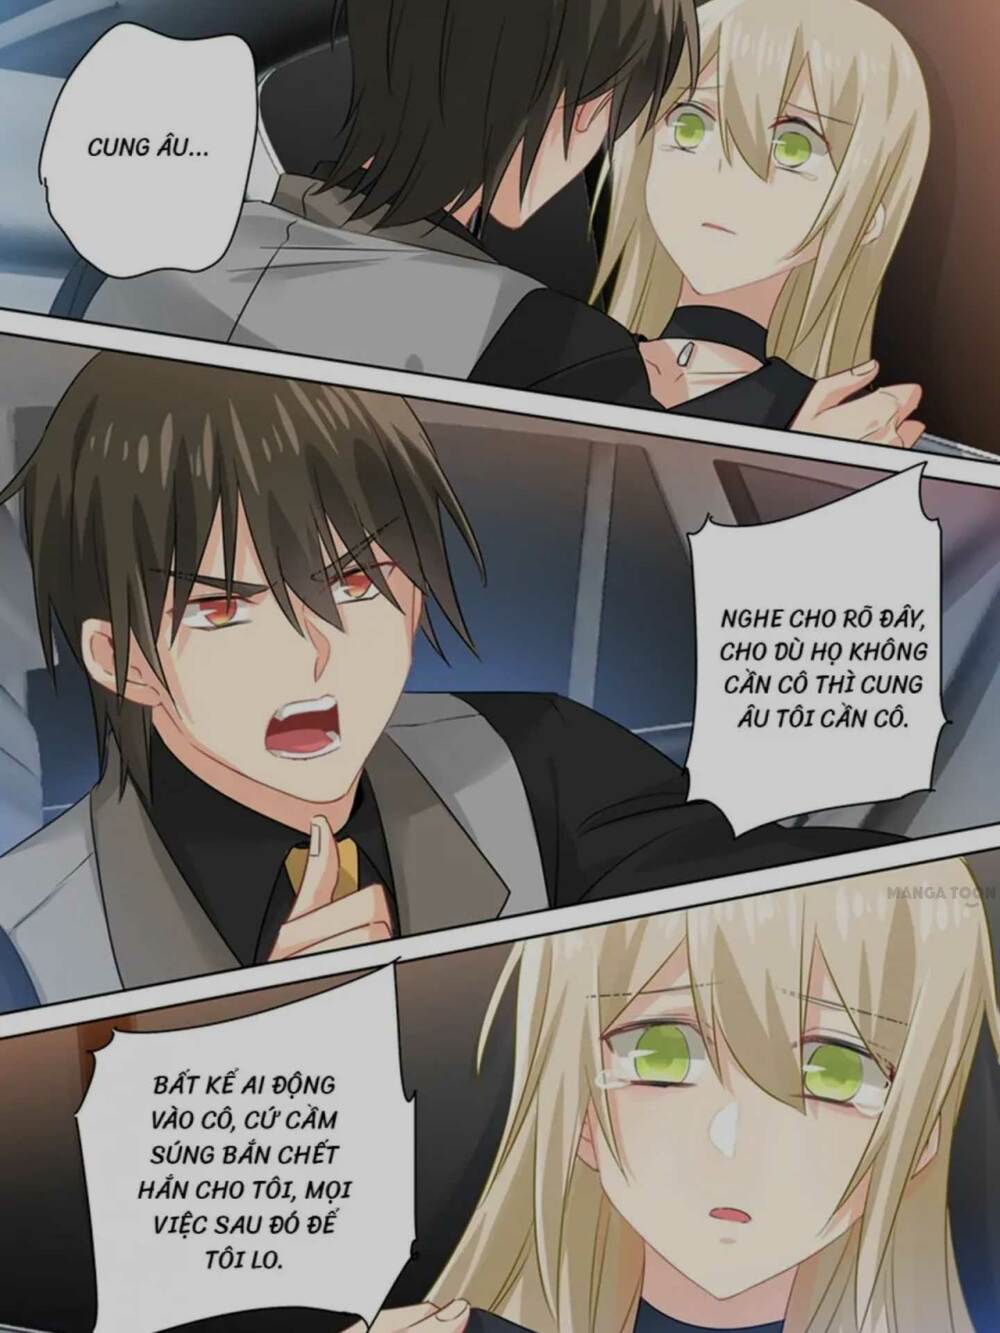 CUNG ÂU...
NGHE CHO RÕ ĐÂY,
CHO DÙ HỌ KHÔNG
CẦN CÔ THÌ CUNG
ÂU TÔI CẦN CÔ.
MANGA TOON
BẤT KỂ AI ĐỘNG
VÀO CÔ, CỨ CẦM
SÚNG BẮN CHẾT
HẮN CHO TÔI, MỌI
VIỆC SAU ĐÓ ĐỂ
TÔI LO.